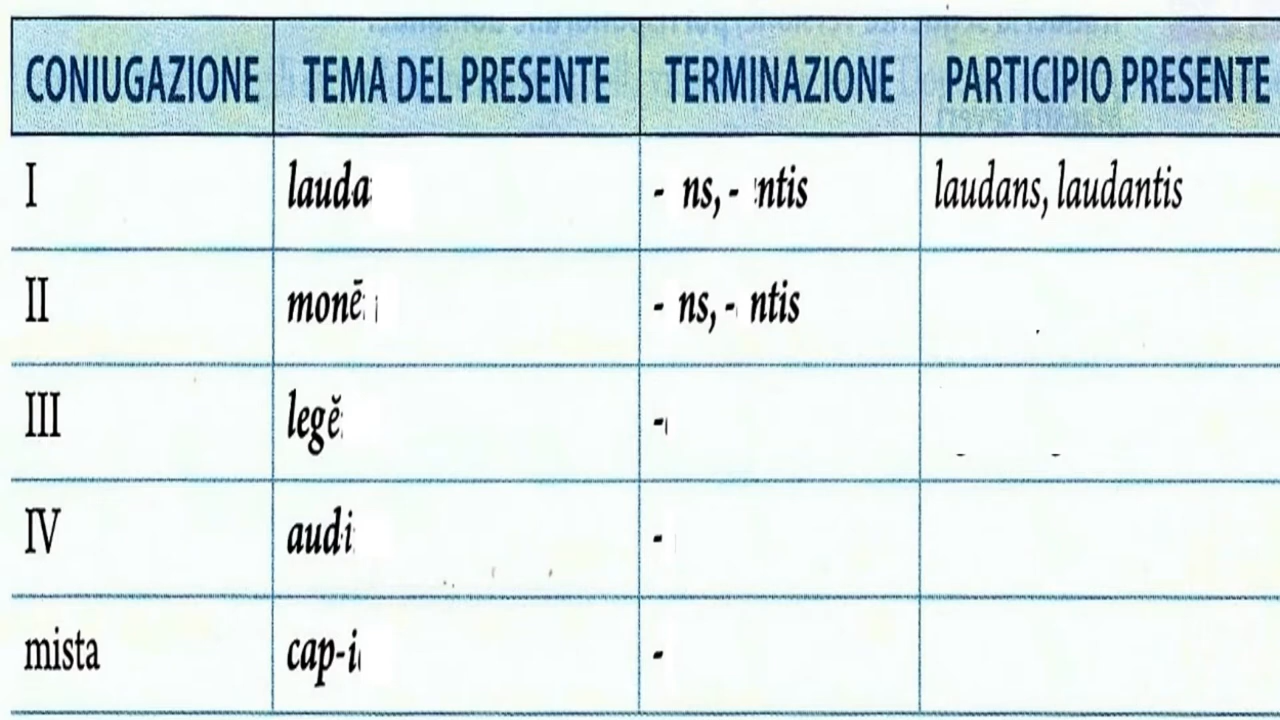 CONIUGAZIONE TEMA DEL PRESENTE TERMINAZIONE PARTICIPIO PRESENTE
I lauda - ns, - ntis laudans, laudantis
II monē - ns, - ntis
III legĕ -
IV audi -
mista cap-i -